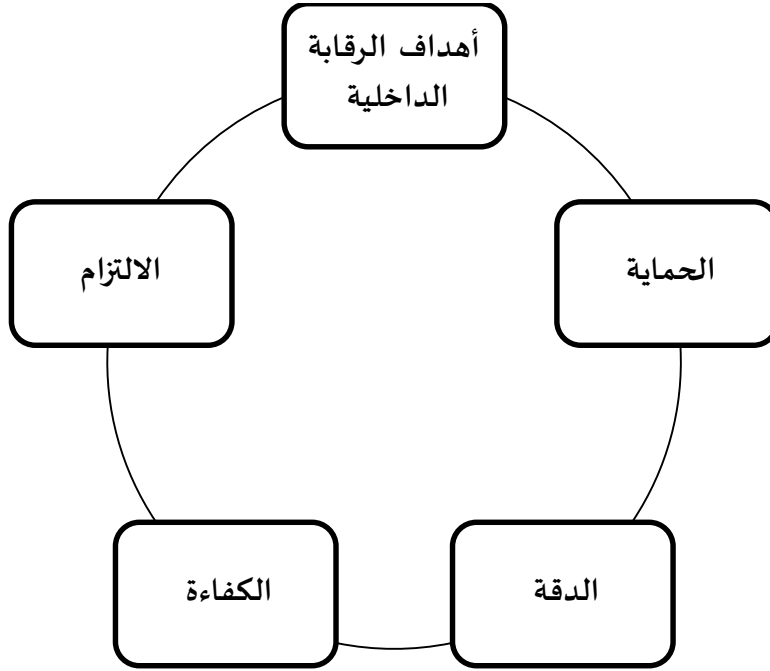 أهداف الرقابة
الداخلية
الحماية
الالتزام
الدقة
الكفاءة